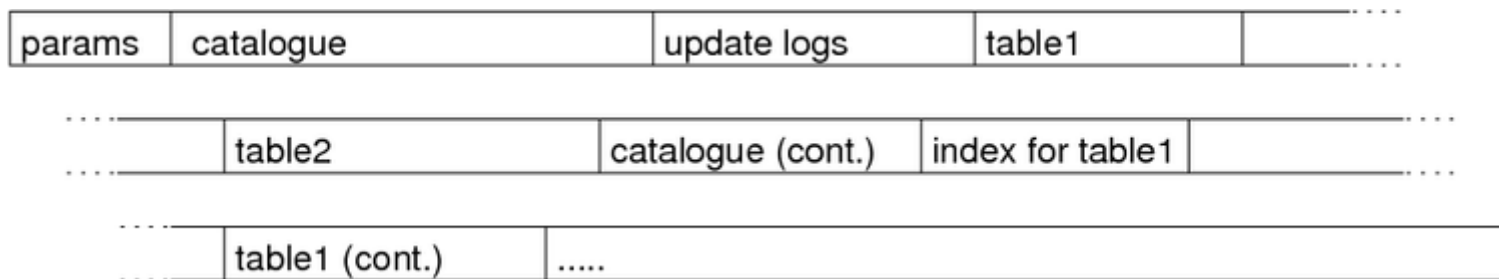 params catalogue update logs table1
table2 catalogue (cont.) index for table1
table1 (cont.) .....